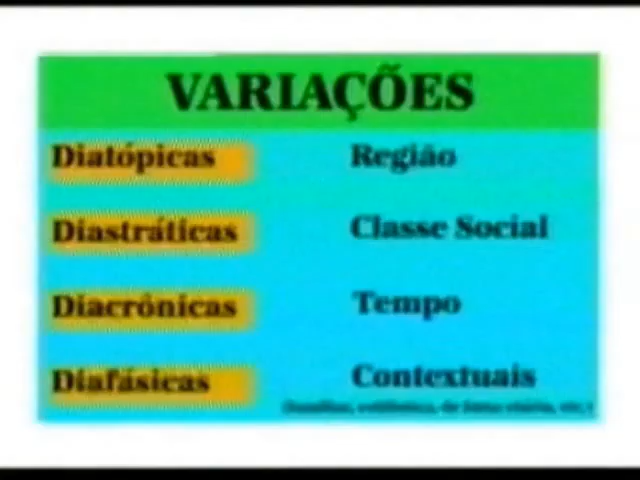 VARIAÇÕES
Diatópicas Região
Diastráticas Classe Social
Diacrônicas Tempo
Diafásicas Contextuais